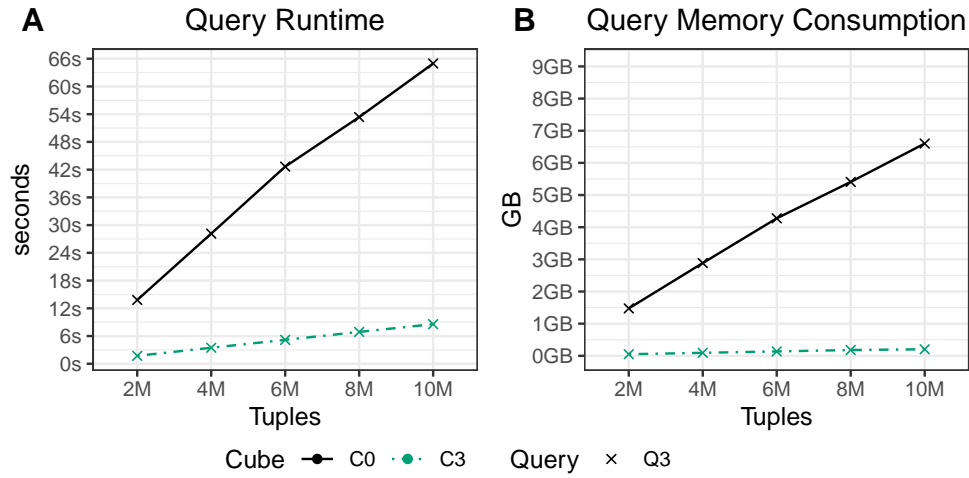 A Query Runtime
B Query Memory Consumption
seconds
66s
60s
54s
48s
42s
36s
30s
24s
18s
12s
6s
0s
2M 4M 6M 8M 10M
Tuples
GB
9GB
8GB
7GB
6GB
5GB
4GB
3GB
2GB
1GB
0GB
2M 4M 6M 8M 10M
Tuples
Cube C0 C3 Query Q3